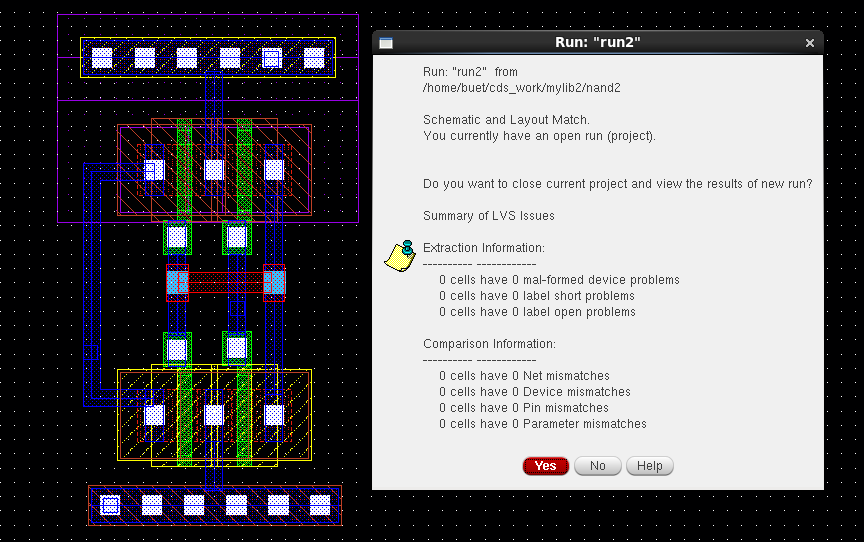 Run: "run2"
Run: "run2" from
/home/buet/cds_work/mylib2/nand2
Schematic and Layout Match.
You currently have an open run (project).
Do you want to close current project and view the results of new run?
Summary of LVS Issues
Extraction Information:
---------- ------------
0 cells have 0 mal-formed device problems
0 cells have 0 label short problems
0 cells have 0 label open problems
Comparison Information:
---------- ------------
0 cells have 0 Net mismatches
0 cells have 0 Device mismatches
0 cells have 0 Pin mismatches
0 cells have 0 Parameter mismatches
Yes No Help